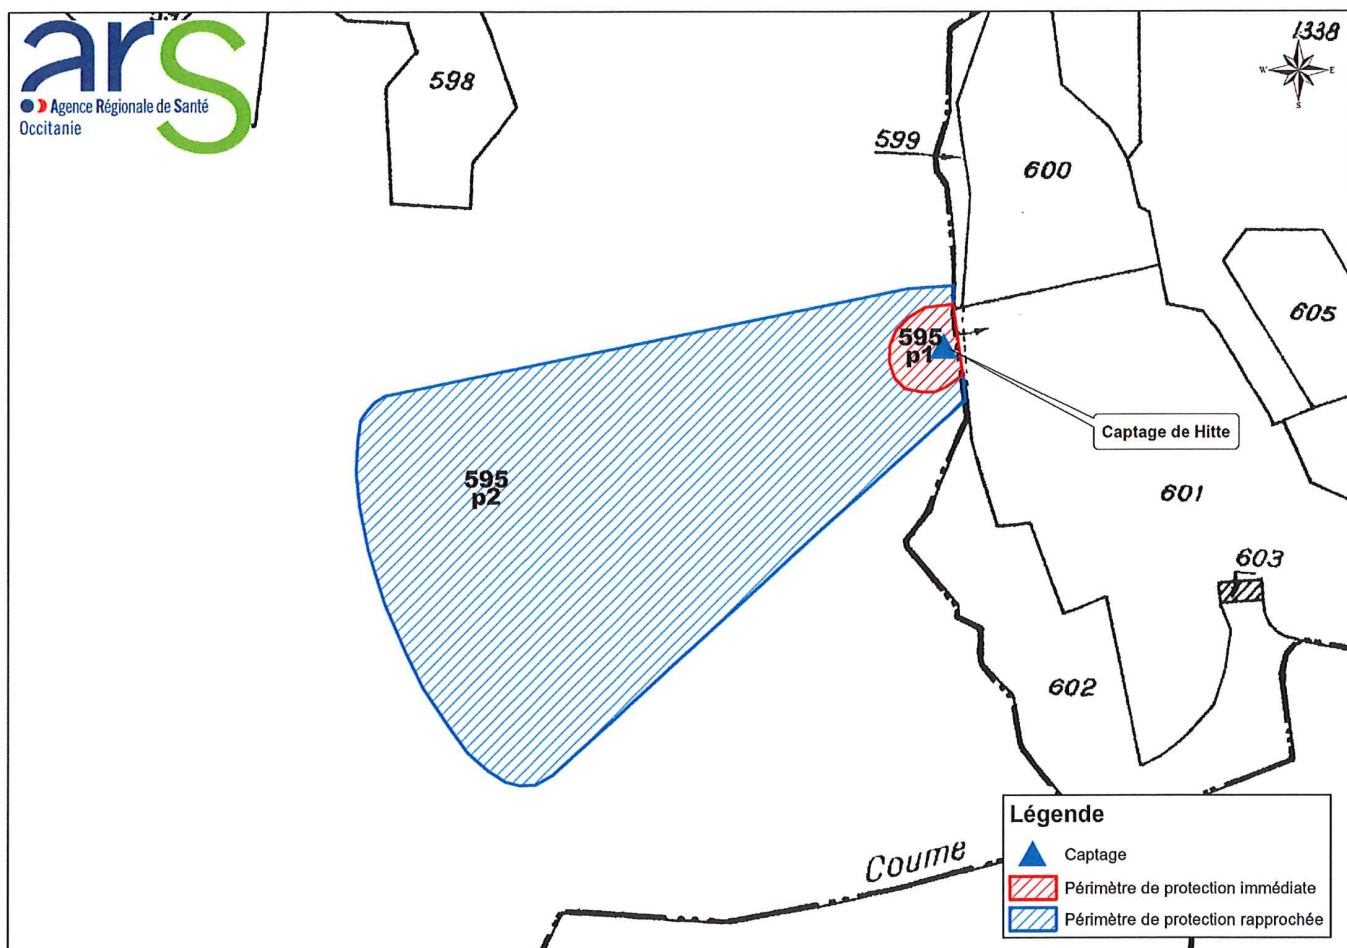 ars
Agence Régionale de Santé
Occitanie
598
1338
W E
S
599
600
605
595
p1
Captage de Hitte
595
p2
601
603
602
Coume
Légende
Captage
Périmètre de protection immédiate
Périmètre de protection rapprochée